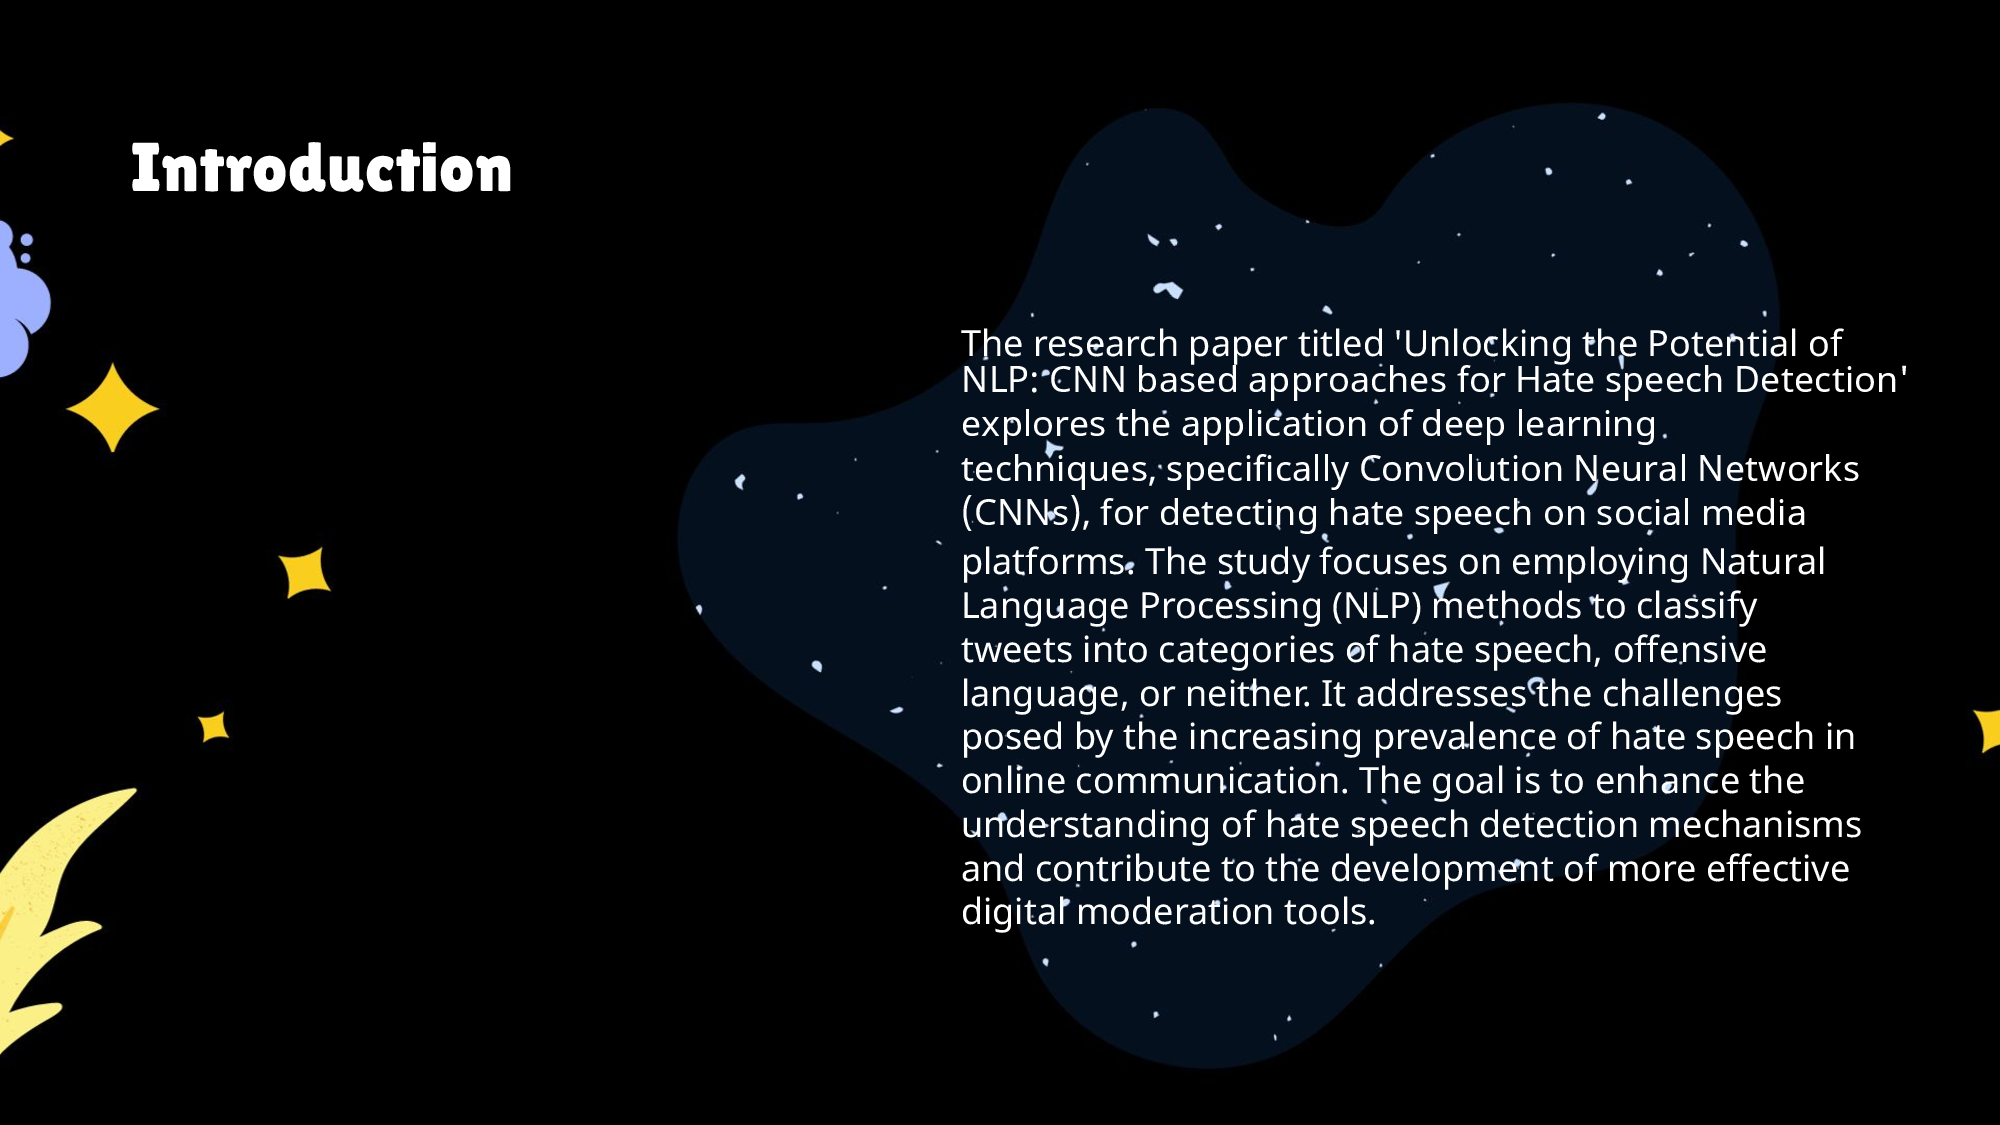 Introduction
The research paper titled 'Unlocking the Potential of
NLP: CNN based approaches for Hate speech Detection'
explores the application of deep learning
techniques, specifically Convolution Neural Networks
(CNNs), for detecting hate speech on social media
platforms. The study focuses on employing Natural
Language Processing (NLP) methods to classify
tweets into categories of hate speech, offensive
language, or neither. It addresses the challenges
posed by the increasing prevalence of hate speech in
online communication. The goal is to enhance the
understanding of hate speech detection mechanisms
and contribute to the development of more effective
digital moderation tools.